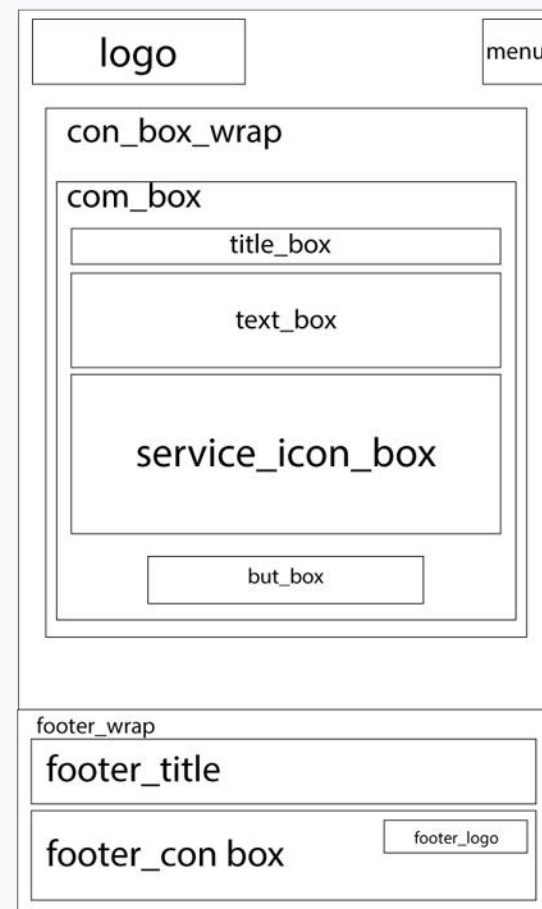 logo
menu
con_box_wrap
com_box
title_box
text_box
service_icon_box
but_box
footer_wrap
footer_title
footer_con box
footer_logo